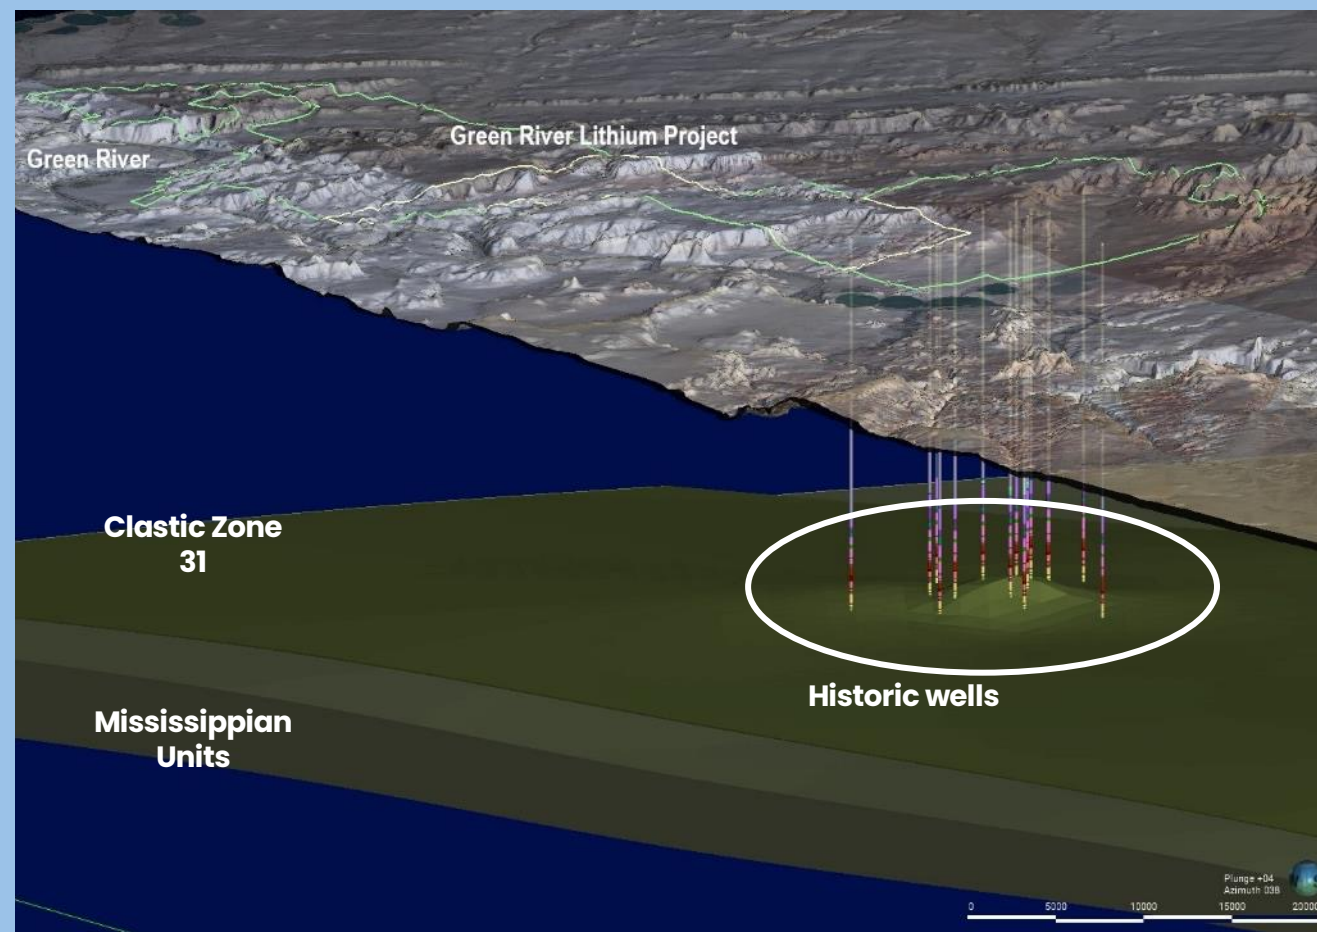 Green River Lithium Project
Green River
Clastic Zone
31
Historic wells
Mississippian
Units
Plunge +04
Azimuth 038
0 5000 10000 15000 20000